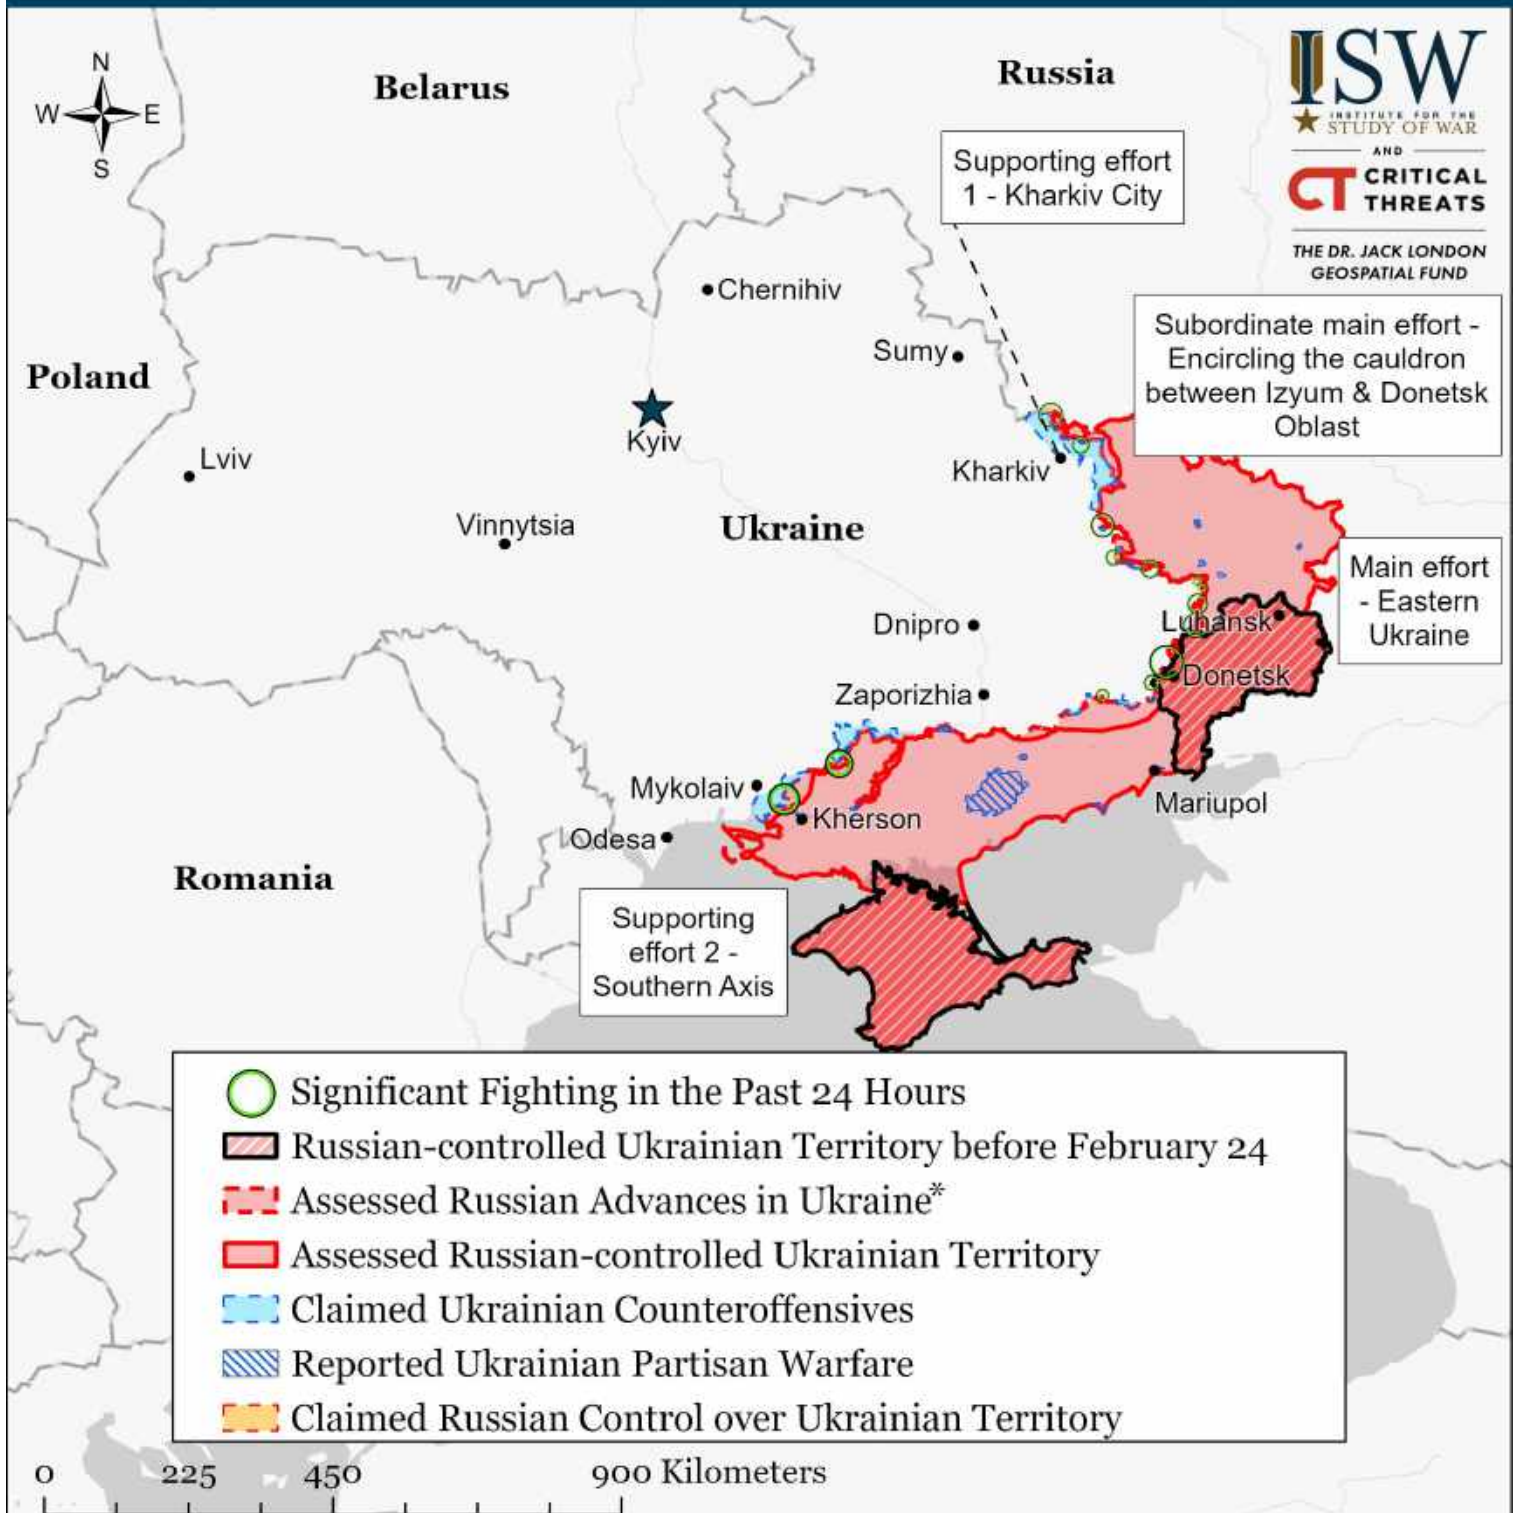 N
W E
S
Belarus
Russia
ISW
INSTITUTE FOR THE
STUDY OF WAR
AND
CT CRITICAL
THREATS
THE DR. JACK LONDON
GEOSPATIAL FUND
Supporting effort
1 - Kharkiv City
Chernihiv
Subordinate main effort -
Encircling the cauldron
between Izyum & Donetsk
Oblast
Sumy
Poland
Kyiv
Lviv
Kharkiv
Vinnytsia
Ukraine
Main effort
- Eastern
Ukraine
Dnipro
Luhansk
Donetsk
Zaporizhia
Mykolaiv
Mariupol
Kherson
Odesa
Romania
Supporting
effort 2 -
Southern Axis
Significant Fighting in the Past 24 Hours
Russian-controlled Ukrainian Territory before February 24
Assessed Russian Advances in Ukraine*
Assessed Russian-controlled Ukrainian Territory
Claimed Ukrainian Counteroffensives
Reported Ukrainian Partisan Warfare
Claimed Russian Control over Ukrainian Territory
0 225 450 900 Kilometers